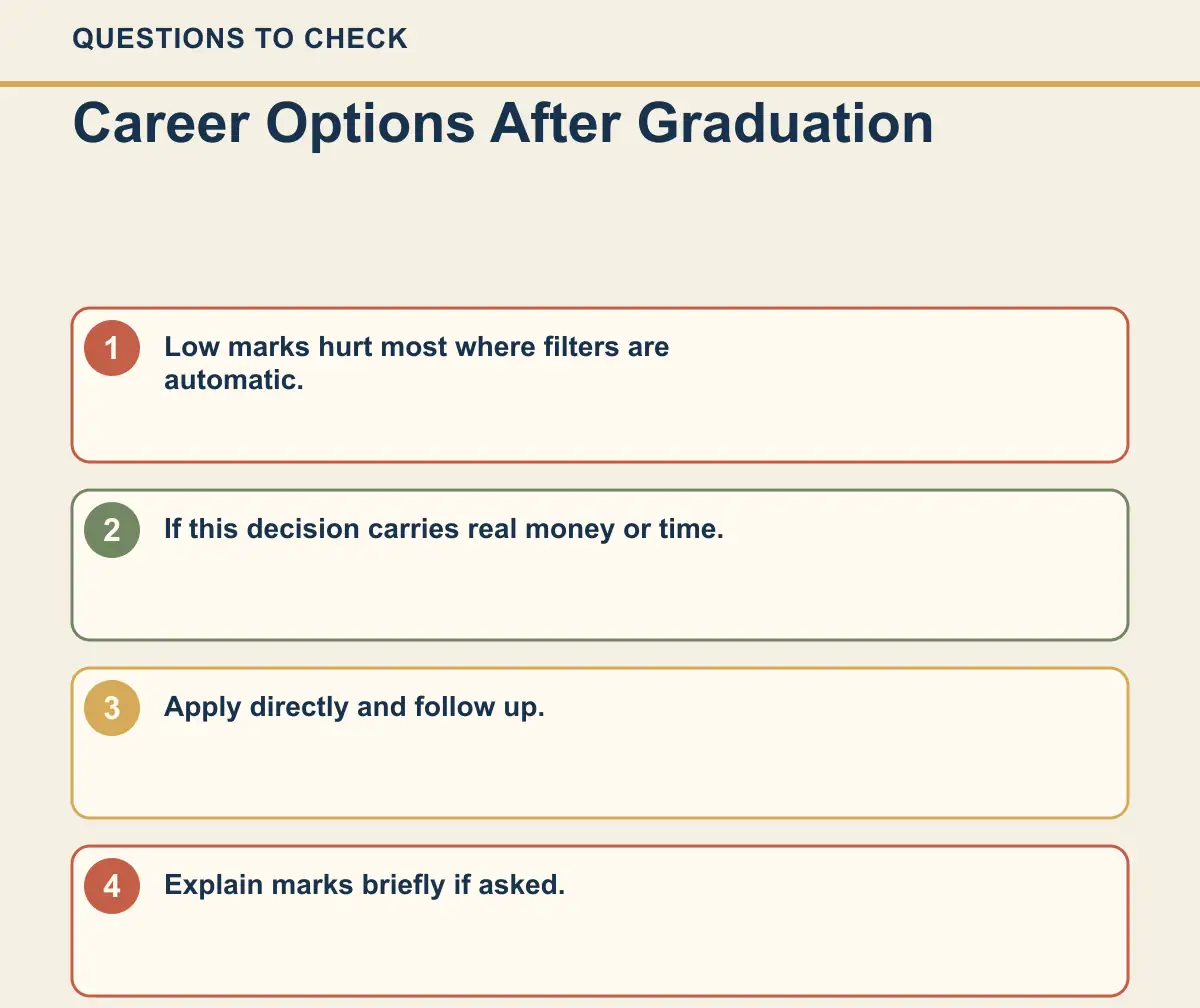 QUESTIONS TO CHECK
Career Options After Graduation
1
Low marks hurt most where filters are
automatic.
2
If this decision carries real money or time.
3
Apply directly and follow up.
4
Explain marks briefly if asked.